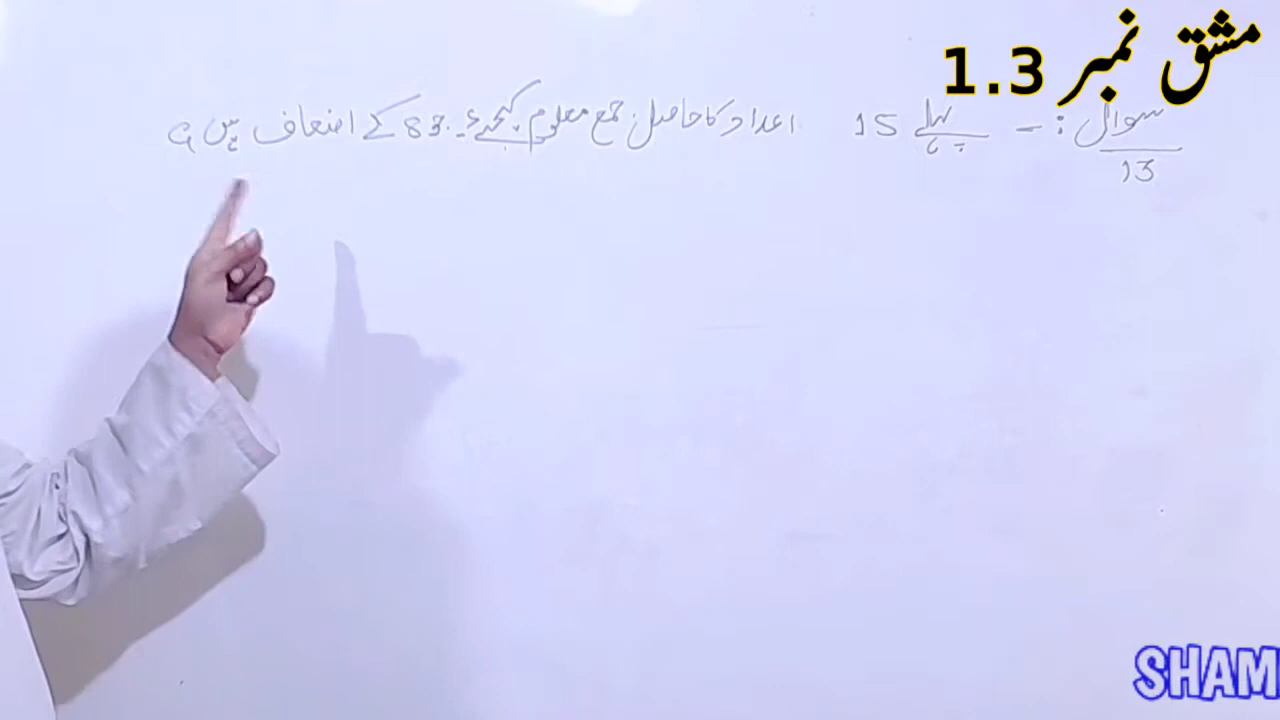 مشق نمبر 1.3
سوال :- پہلے 15 اعداد کا حاصل جمع معلوم کیجئے۔ جو 8 کے اضعاف ہیں ؟
13
SHAM